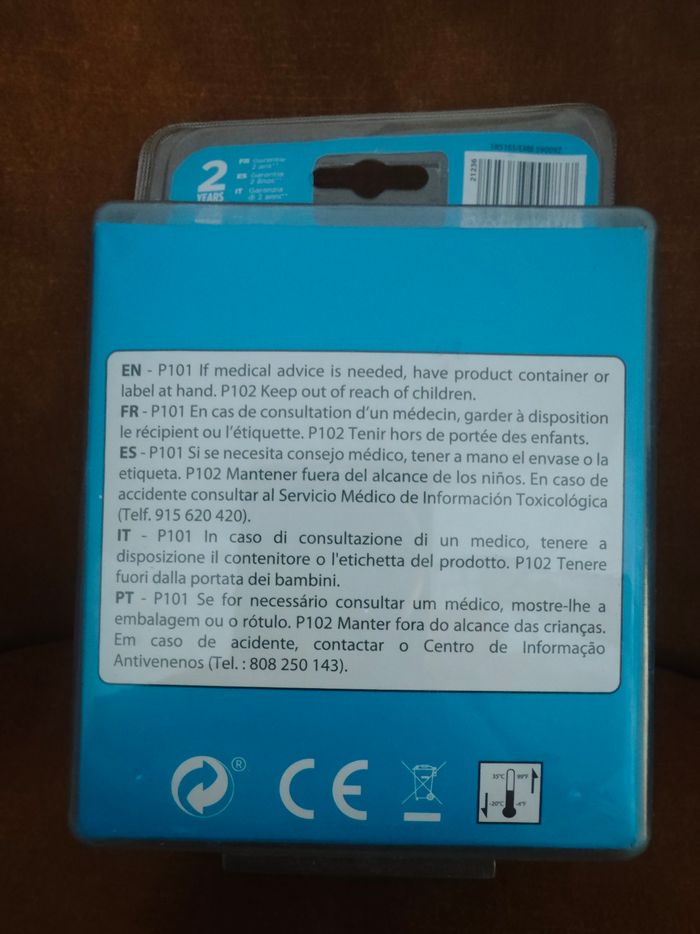 2
YEARS
FR Garantie
2 ans**
ES Garantía
2 años**
IT Garanzia
di 2 anni**
21236
EN - P101 If medical advice is needed, have product container or
label at hand. P102 Keep out of reach of children.
FR - P101 En cas de consultation d’un médecin, garder à disposition
le récipient ou l’étiquette. P102 Tenir hors de portée des enfants.
ES - P101 Si se necesita consejo médico, tener a mano el envase o la
etiqueta. P102 Mantener fuera del alcance de los niños. En caso de
accidente consultar al Servicio Médico de Información Toxicológica
(Telf. 915 620 420).
IT - P101 In caso di consultazione di un medico, tenere a
disposizione il contenitore o l'etichetta del prodotto. P102 Tenere
fuori dalla portata dei bambini.
PT - P101 Se for necessário consultar um médico, mostre-lhe a
embalagem ou o rótulo. P102 Manter fora do alcance das crianças.
Em caso de acidente, contactar o Centro de Informação
Antivenenos (Tel. : 808 250 143).
®
CE
35°C 99°F
-20°C -4°F